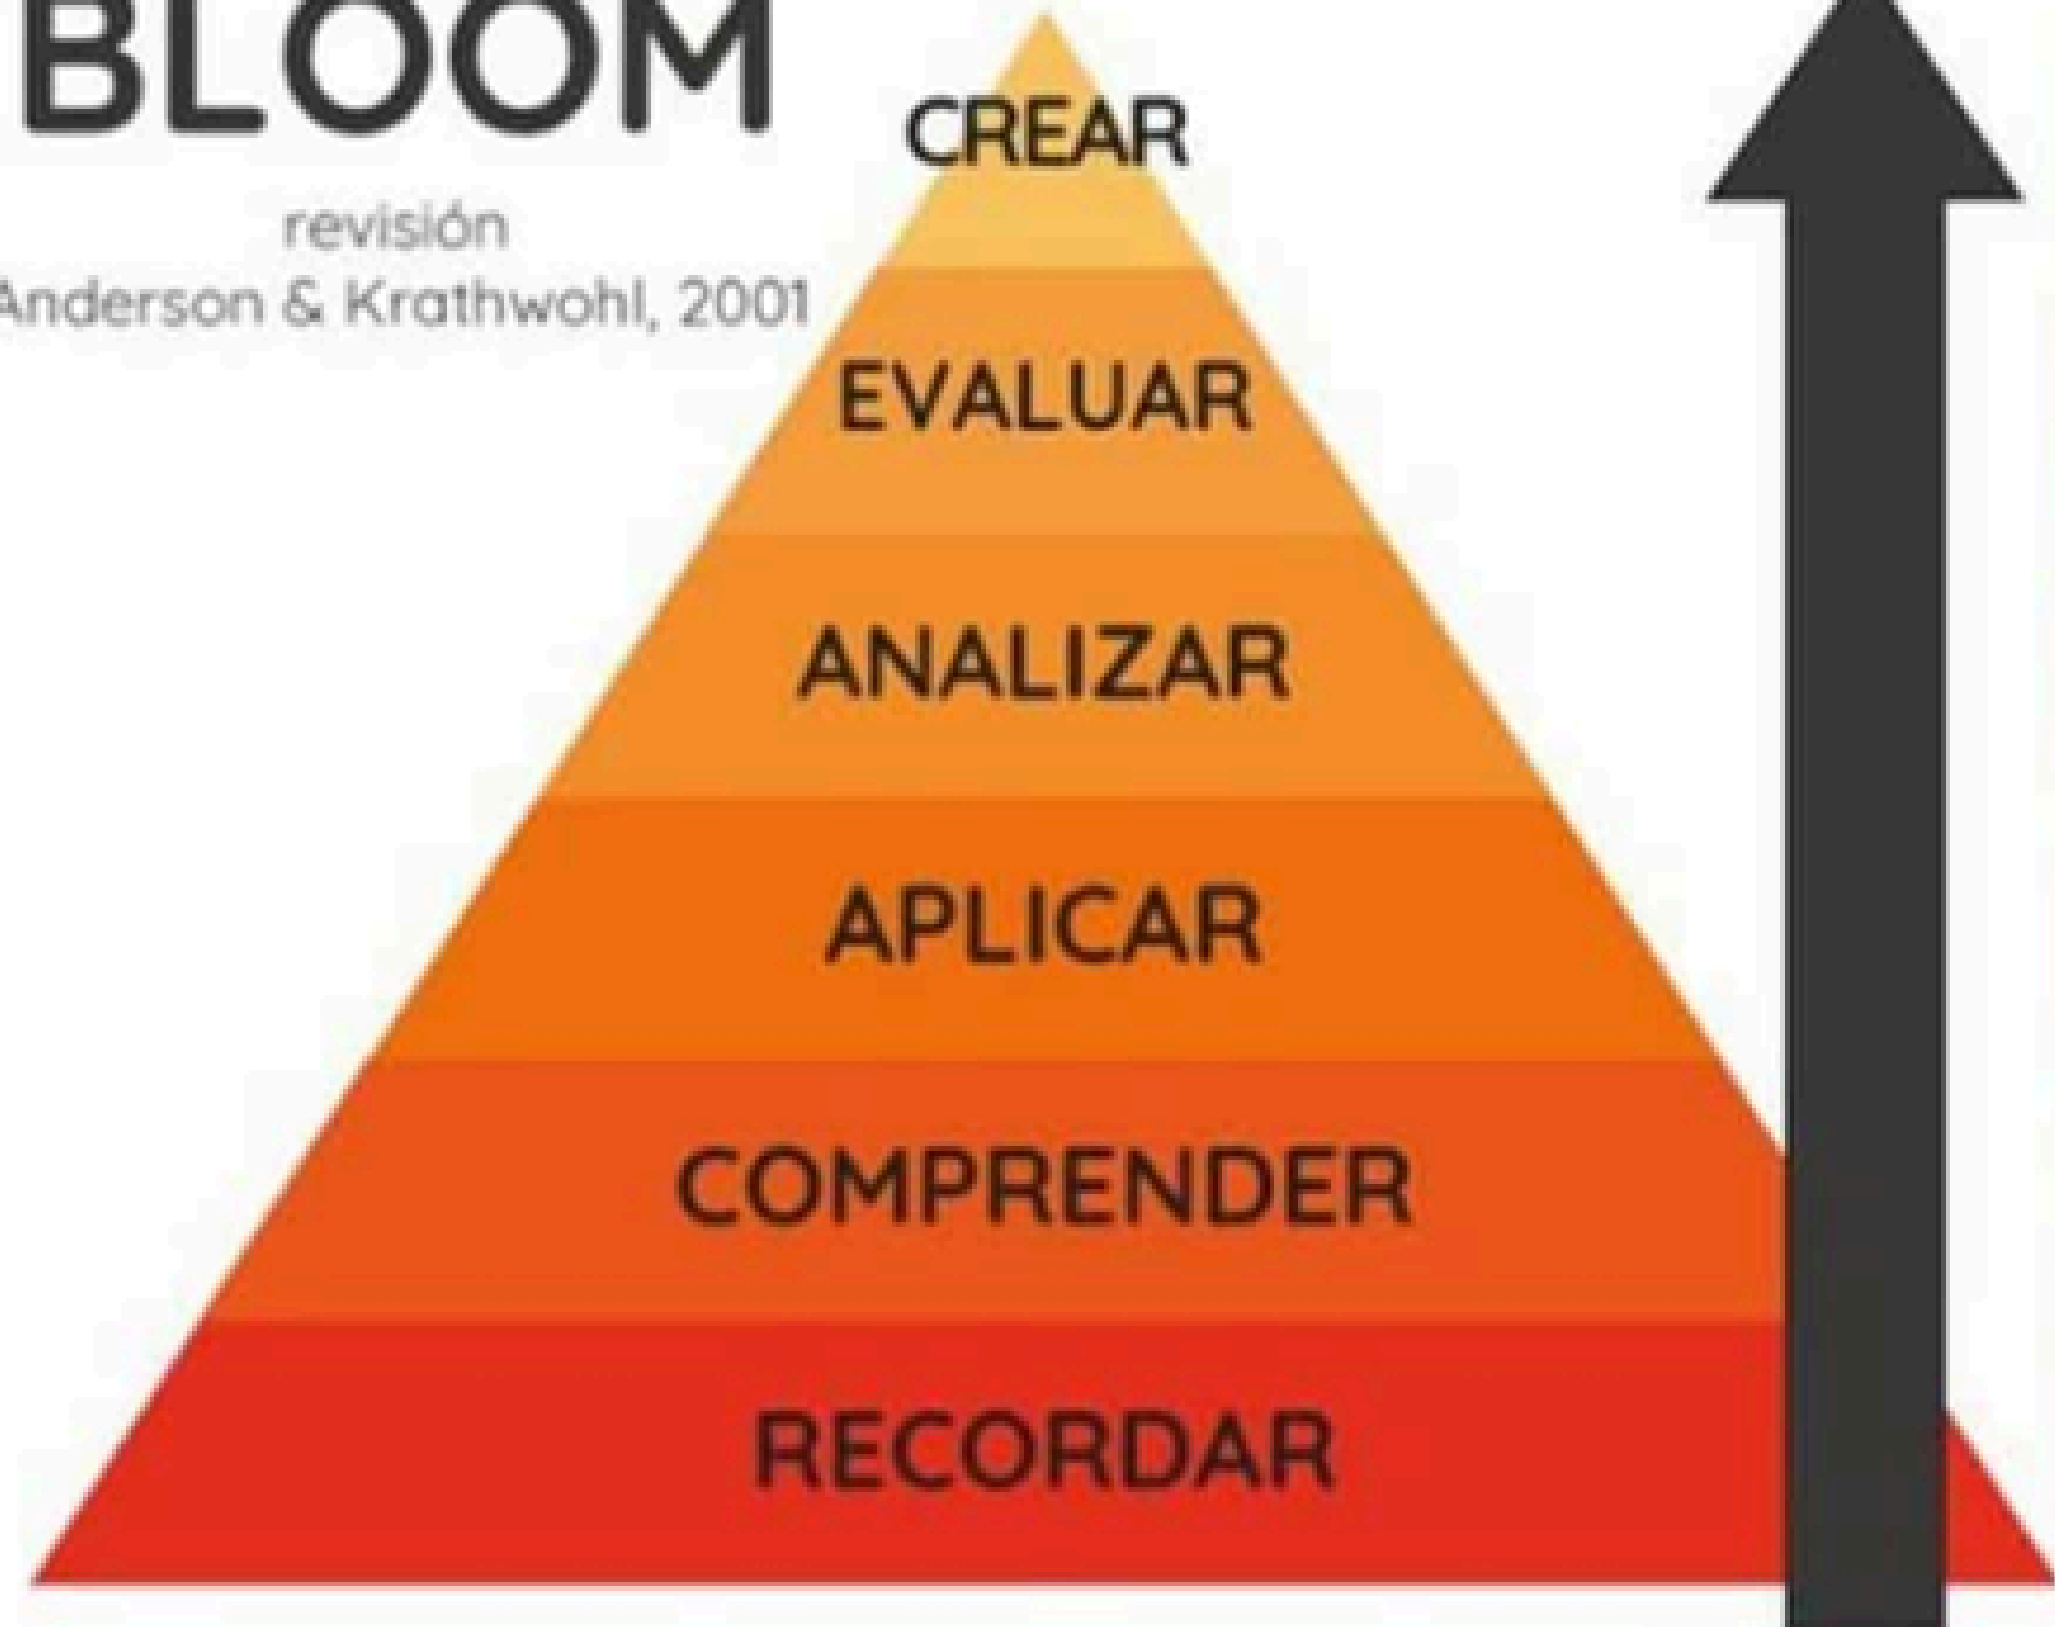 BLOOM
revisión
Anderson & Krathwohl, 2001
CREAR
EVALUAR
ANALIZAR
APLICAR
COMPRENDER
RECORDAR